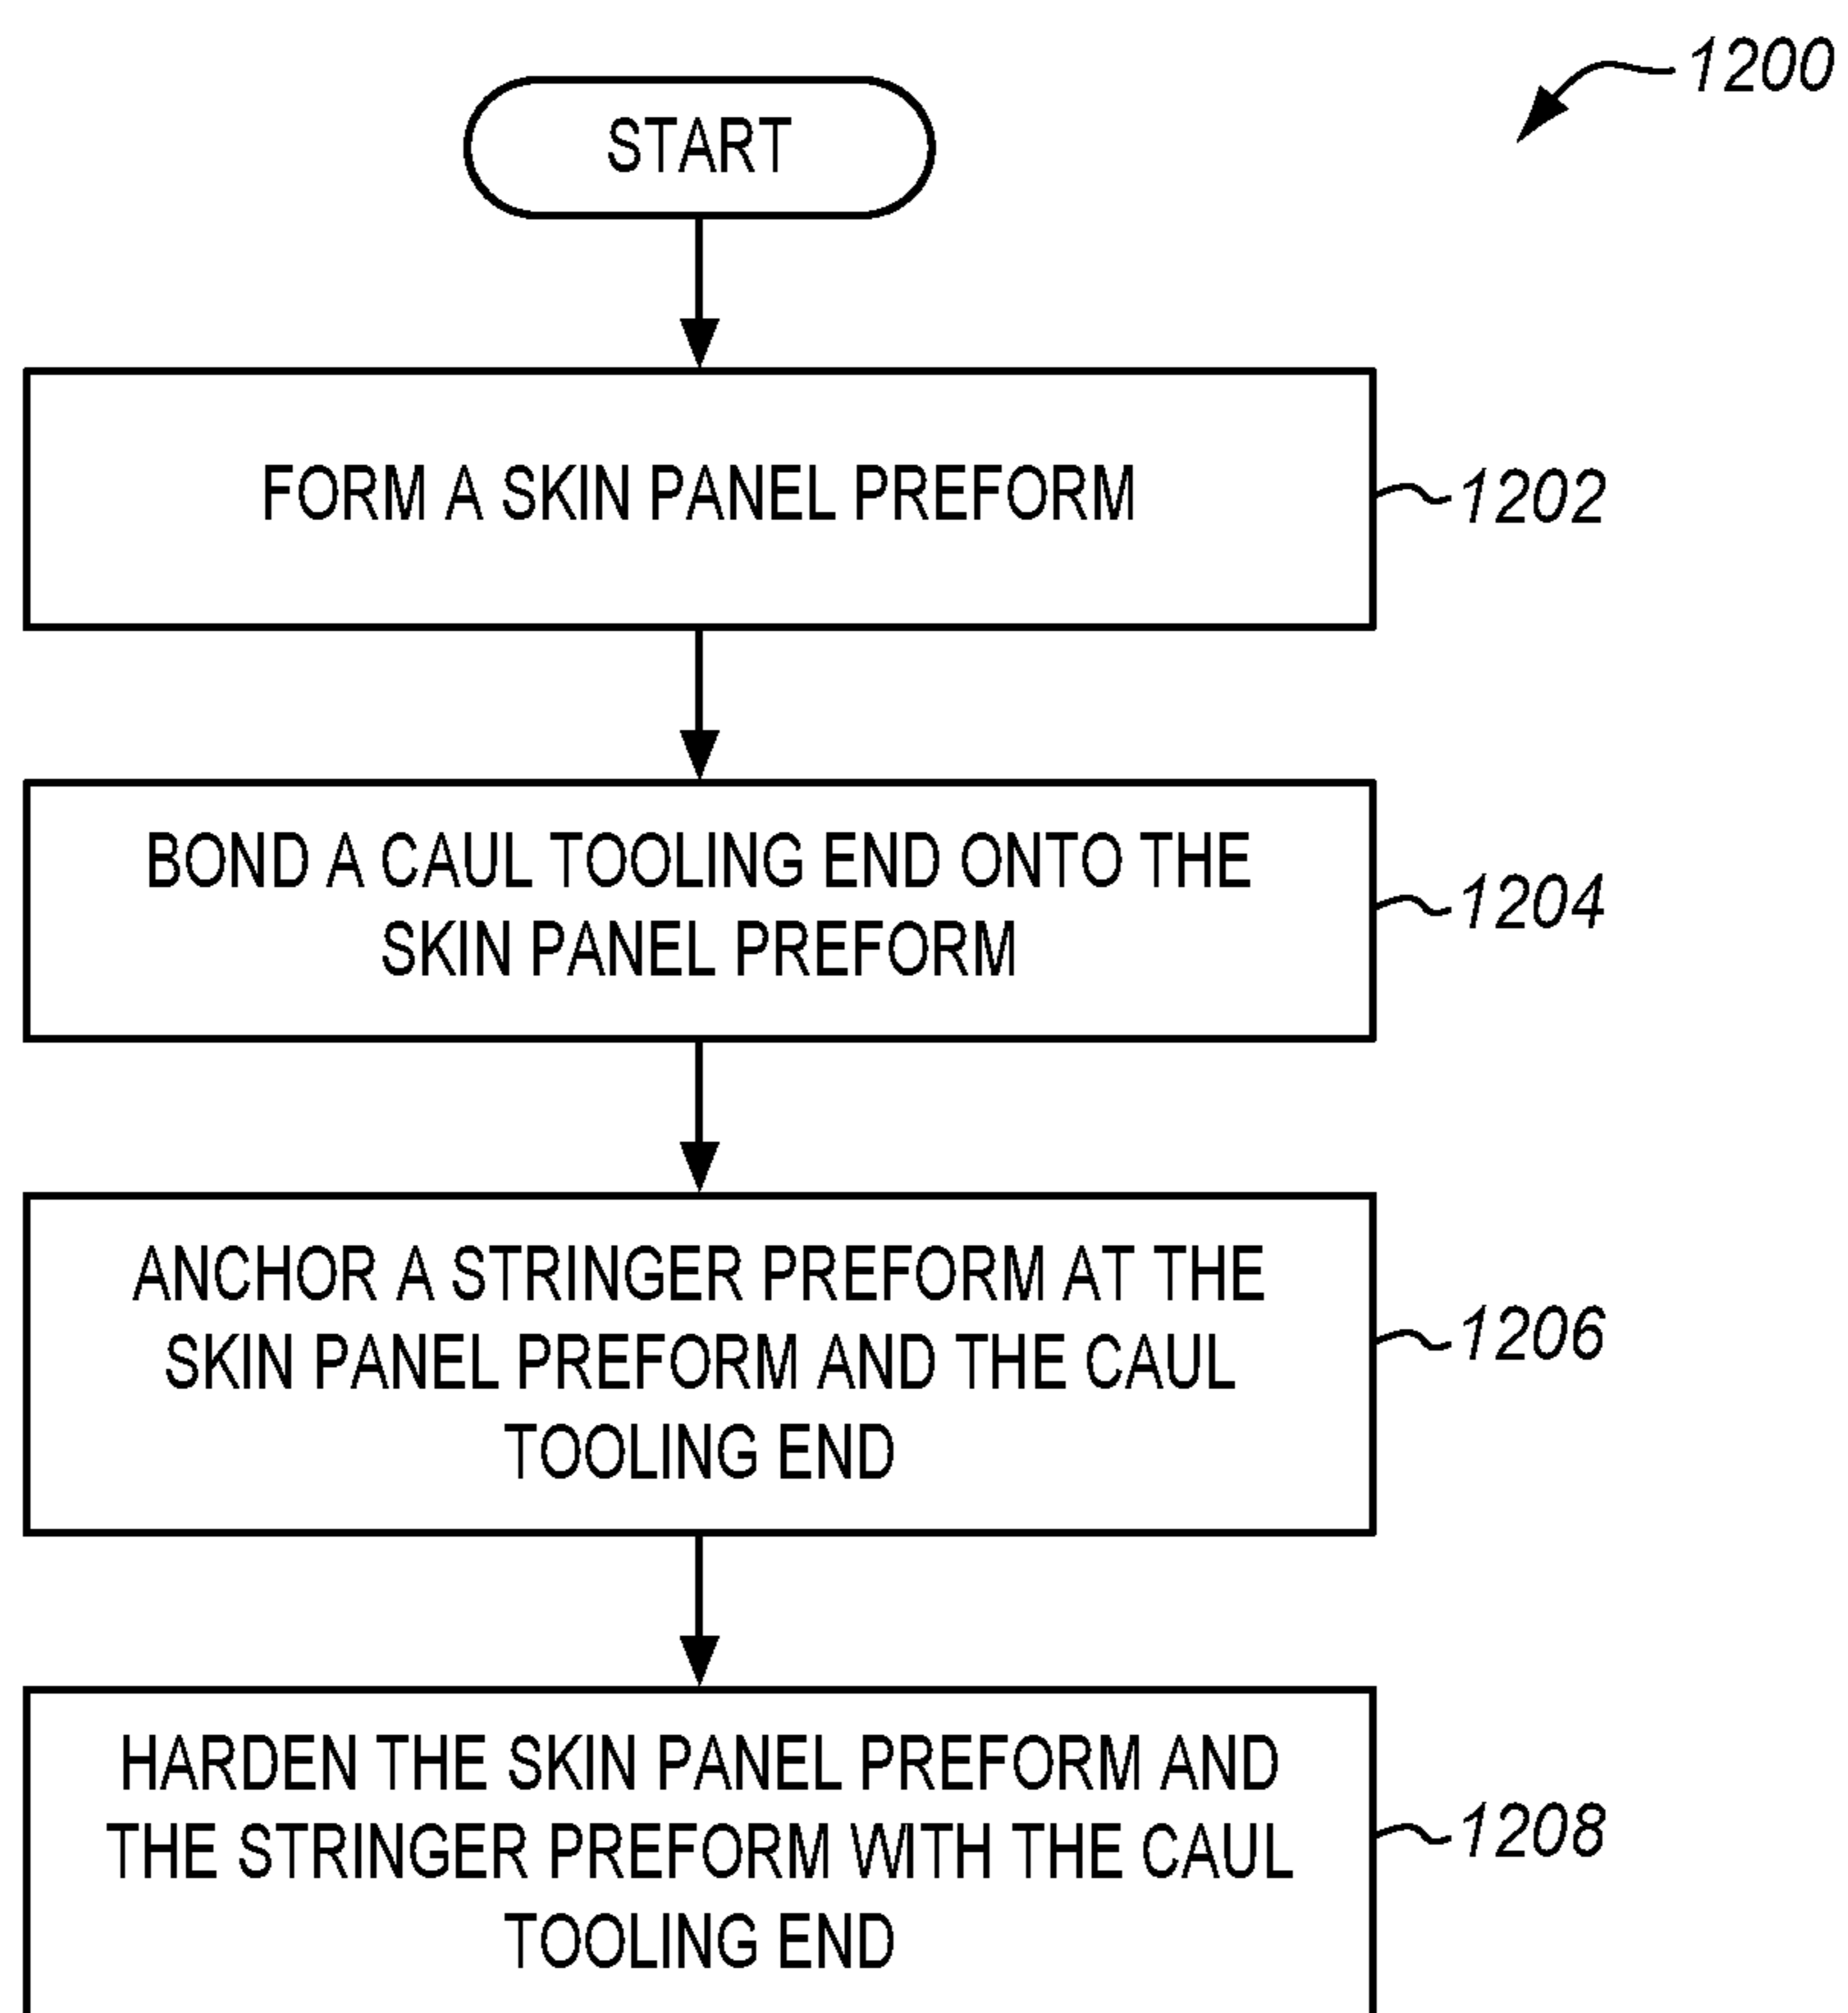 1200
START
FORM A SKIN PANEL PREFORM
1202
BOND A CAUL TOOLING END ONTO THE
SKIN PANEL PREFORM
1204
ANCHOR A STRINGER PREFORM AT THE
SKIN PANEL PREFORM AND THE CAUL
TOOLING END
1206
HARDEN THE SKIN PANEL PREFORM AND
THE STRINGER PREFORM WITH THE CAUL
TOOLING END
1208